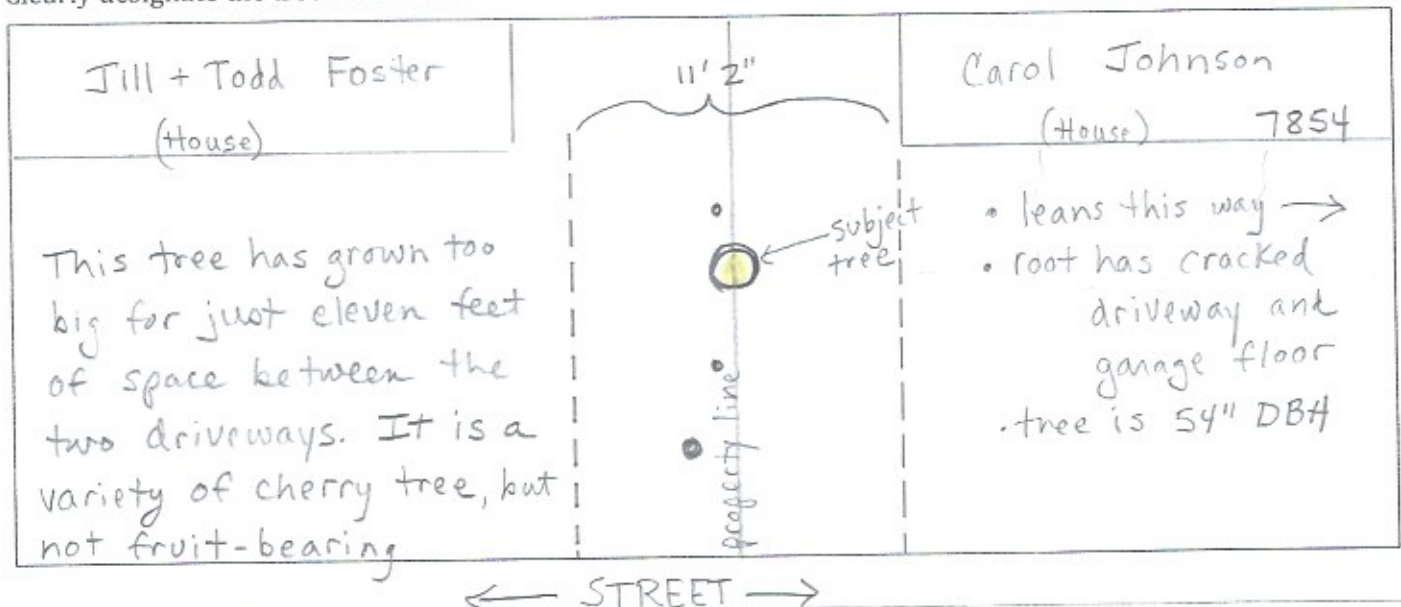 Jill + Todd Foster
(House)
11' 2"
Carol Johnson
(House) 7854
This tree has grown too
big for just eleven feet
of space between the
two driveways. It is a
variety of cherry tree, but
not fruit-bearing
subject
tree
property line
• leans this way →
• root has cracked
driveway and
garage floor
• tree is 54" DBH
← STREET →